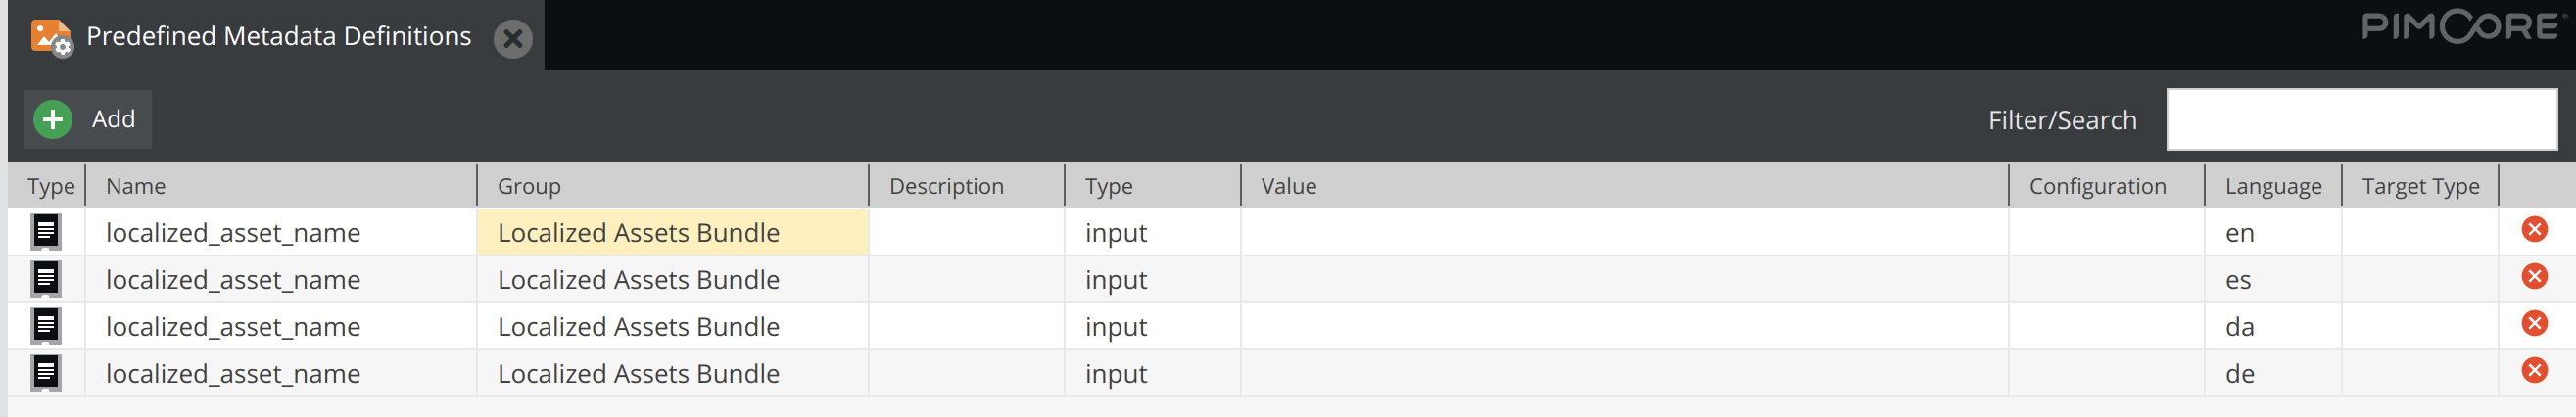 Predefined Metadata Definitions
PIMCORE
Add
Filter/Search
Type Name Group Description Type Value Configuration Language Target Type
localized_asset_name Localized Assets Bundle input en
localized_asset_name Localized Assets Bundle input es
localized_asset_name Localized Assets Bundle input da
localized_asset_name Localized Assets Bundle input de